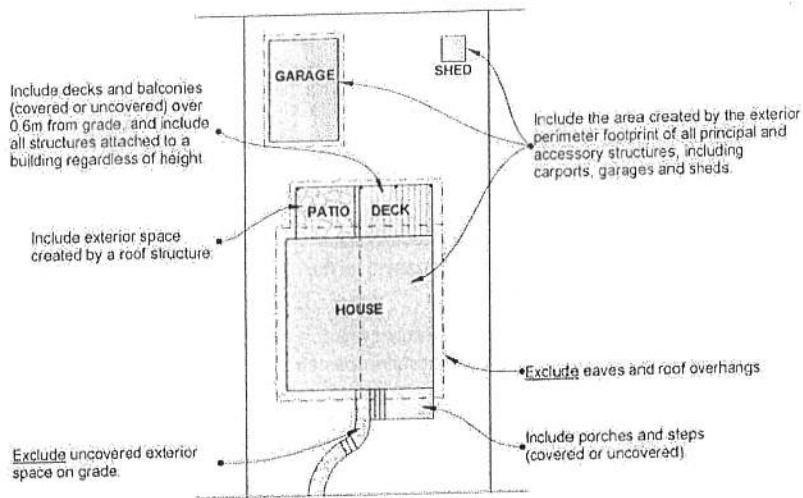 GARAGE
SHED
Include decks and balconies
(covered or uncovered) over
0.6m from grade, and include
all structures attached to a
building regardless of height
Include the area created by the exterior
perimeter footprint of all principal and
accessory structures, including
carports, garages and sheds.
PATIO
DECK
Include exterior space
created by a roof structure.
HOUSE
Exclude eaves and roof overhangs
Exclude uncovered exterior
space on grade.
Include porches and steps
(covered or uncovered)